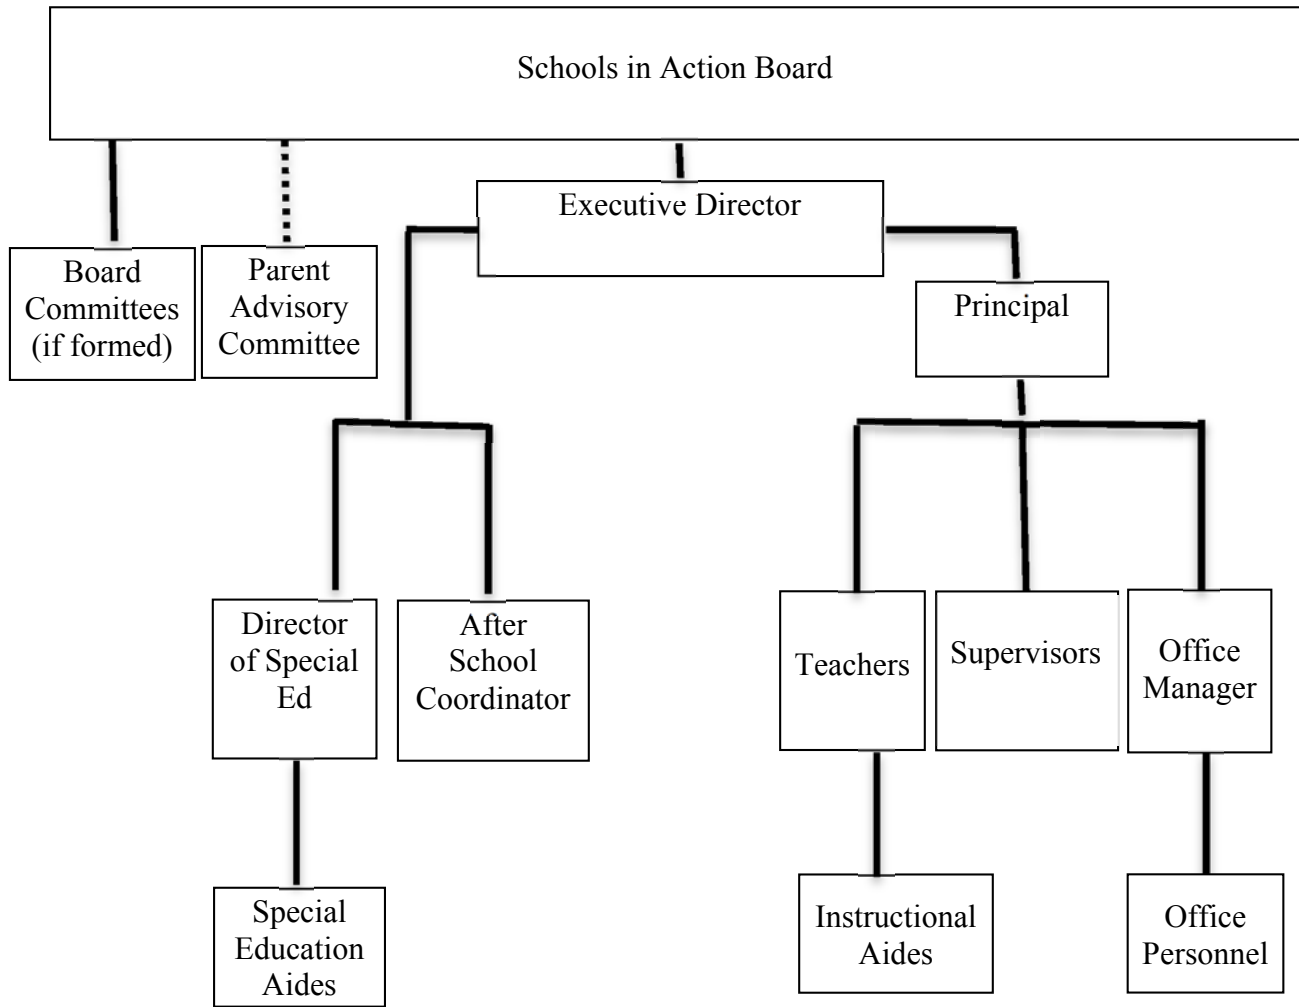 Schools in Action Board
Executive Director
Board
Committees
(if formed)
Parent
Advisory
Committee
Principal
Director
of Special
Ed
After
School
Coordinator
Teachers
Supervisors
Office
Manager
Special
Education
Aides
Instructional
Aides
Office
Personnel